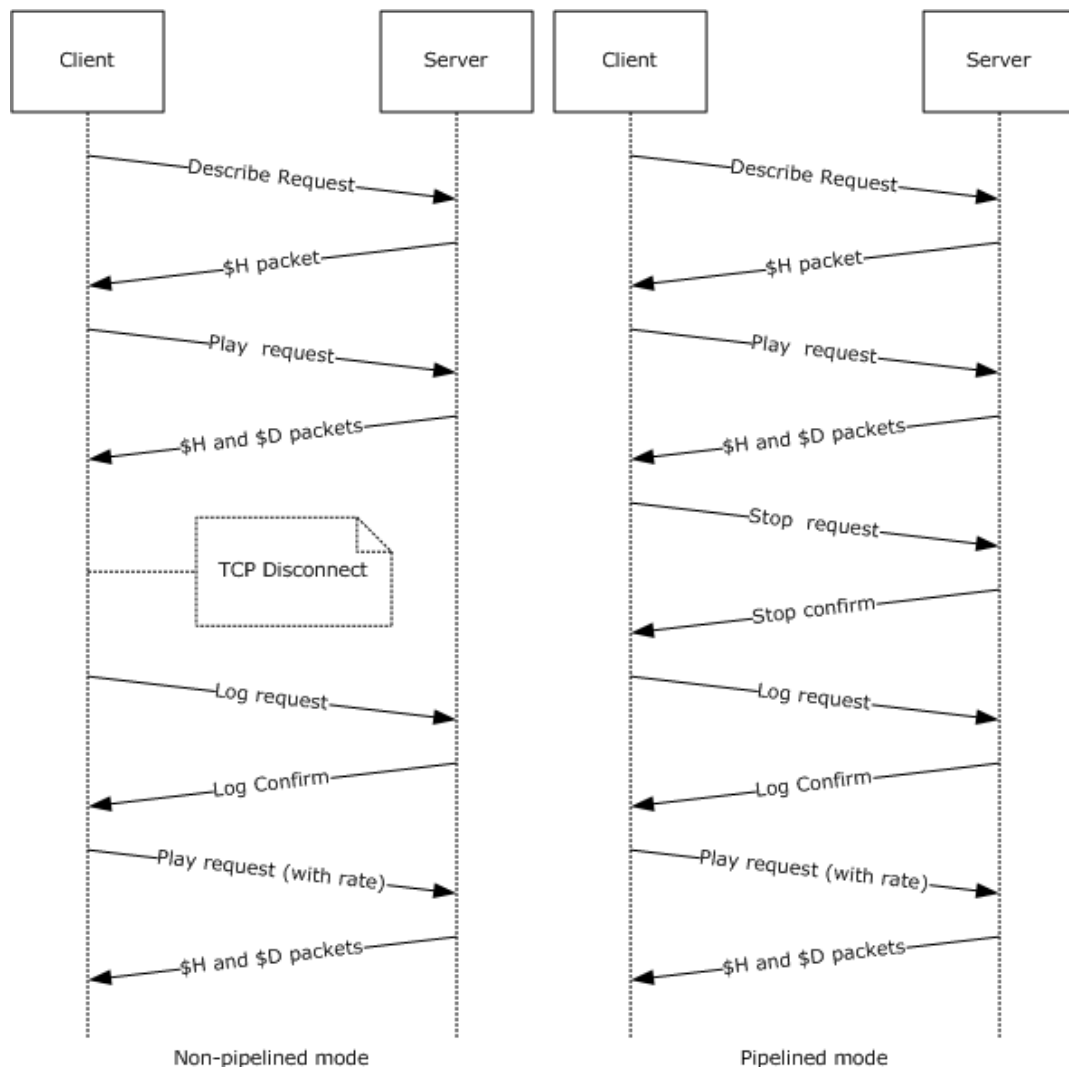 Client
Server
Client
Server
Describe Request
Describe Request
$H packet
$H packet
Play request
Play request
$H and $D packets
$H and $D packets
Stop request
TCP Disconnect
Stop confirm
Log request
Log request
Log Confirm
Log Confirm
Play request (with rate)
Play request (with rate)
$H and $D packets
$H and $D packets
Non-pipelined mode
Pipelined mode